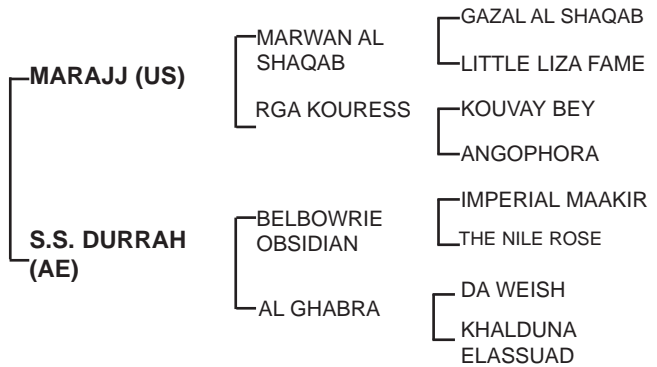 GAZAL AL SHAQAB
MARWAN AL
SHAQAB
LITTLE LIZA FAME
MARAJJ (US)
RGA KOURESS
KOUVAY BEY
ANGOPHORA
IMPERIAL MAAKIR
BELBOWRIE
OBSIDIAN
THE NILE ROSE
S.S. DURRAH
(AE)
DA WEISH
AL GHABRA
KHALDUNA
ELASSUAD